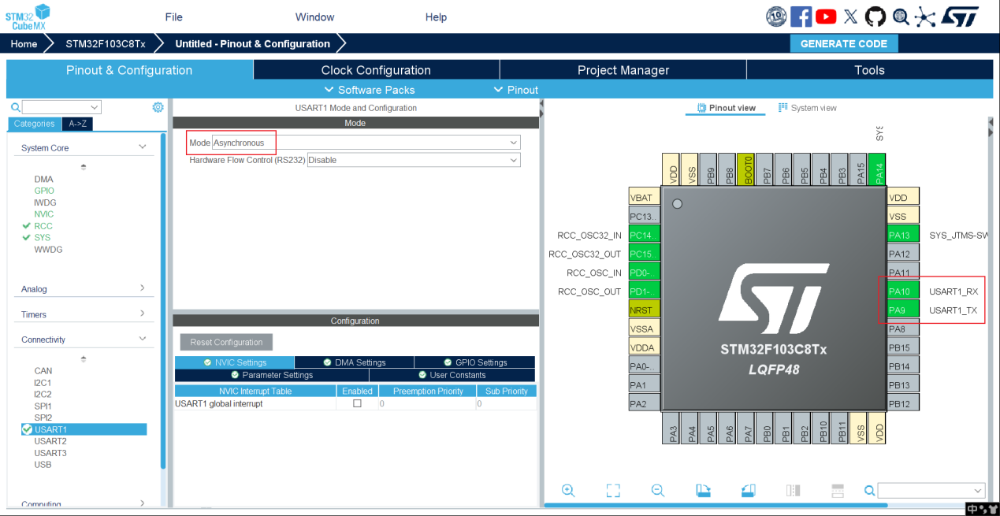 STM32
CubeMX
File
Window
Help
10
Home
STM32F103C8Tx
Untitled - Pinout & Configuration
GENERATE CODE
Pinout & Configuration
Clock Configuration
Project Manager
Tools
Software Packs
Pinout
Categories
A->Z
System Core
DMA
GPIO
IWDG
NVIC
RCC
SYS
WWDG
Analog
Timers
Connectivity
CAN
I2C1
I2C2
SPI1
SPI2
USART1
USART2
USART3
USB
Computing
USART1 Mode and Configuration
Mode
Mode Asynchronous
Hardware Flow Control (RS232) Disable
Configuration
Reset Configuration
NVIC Settings
DMA Settings
GPIO Settings
Parameter Settings
User Constants
NVIC Interrupt Table Enabled Preemption Priority Sub Priority
USART1 global interrupt 0 0
Pinout view
System view
SYS
VDD VSS PB9 PB8 BOOT0 PB7 PB6 PB5 PB4 PB3 PA15 PA14
VBAT
PC13..
RCC_OSC32_IN PC14..
RCC_OSC32_OUT PC15..
RCC_OSC_IN PD0-..
RCC_OSC_OUT PD1-..
NRST
VSSA
VDDA
PA0-..
PA1
PA2
STM32F103C8Tx
LQFP48
VDD
VSS
PA13 SYS_JTMS-SW
PA12
PA11
PA10 USART1_RX
PA9 USART1_TX
PA8
PB15
PB14
PB13
PB12
PA3 PA4 PA5 PA6 PA7 PB0 PB1 PB2 PB10 PB11 VSS VDD
中